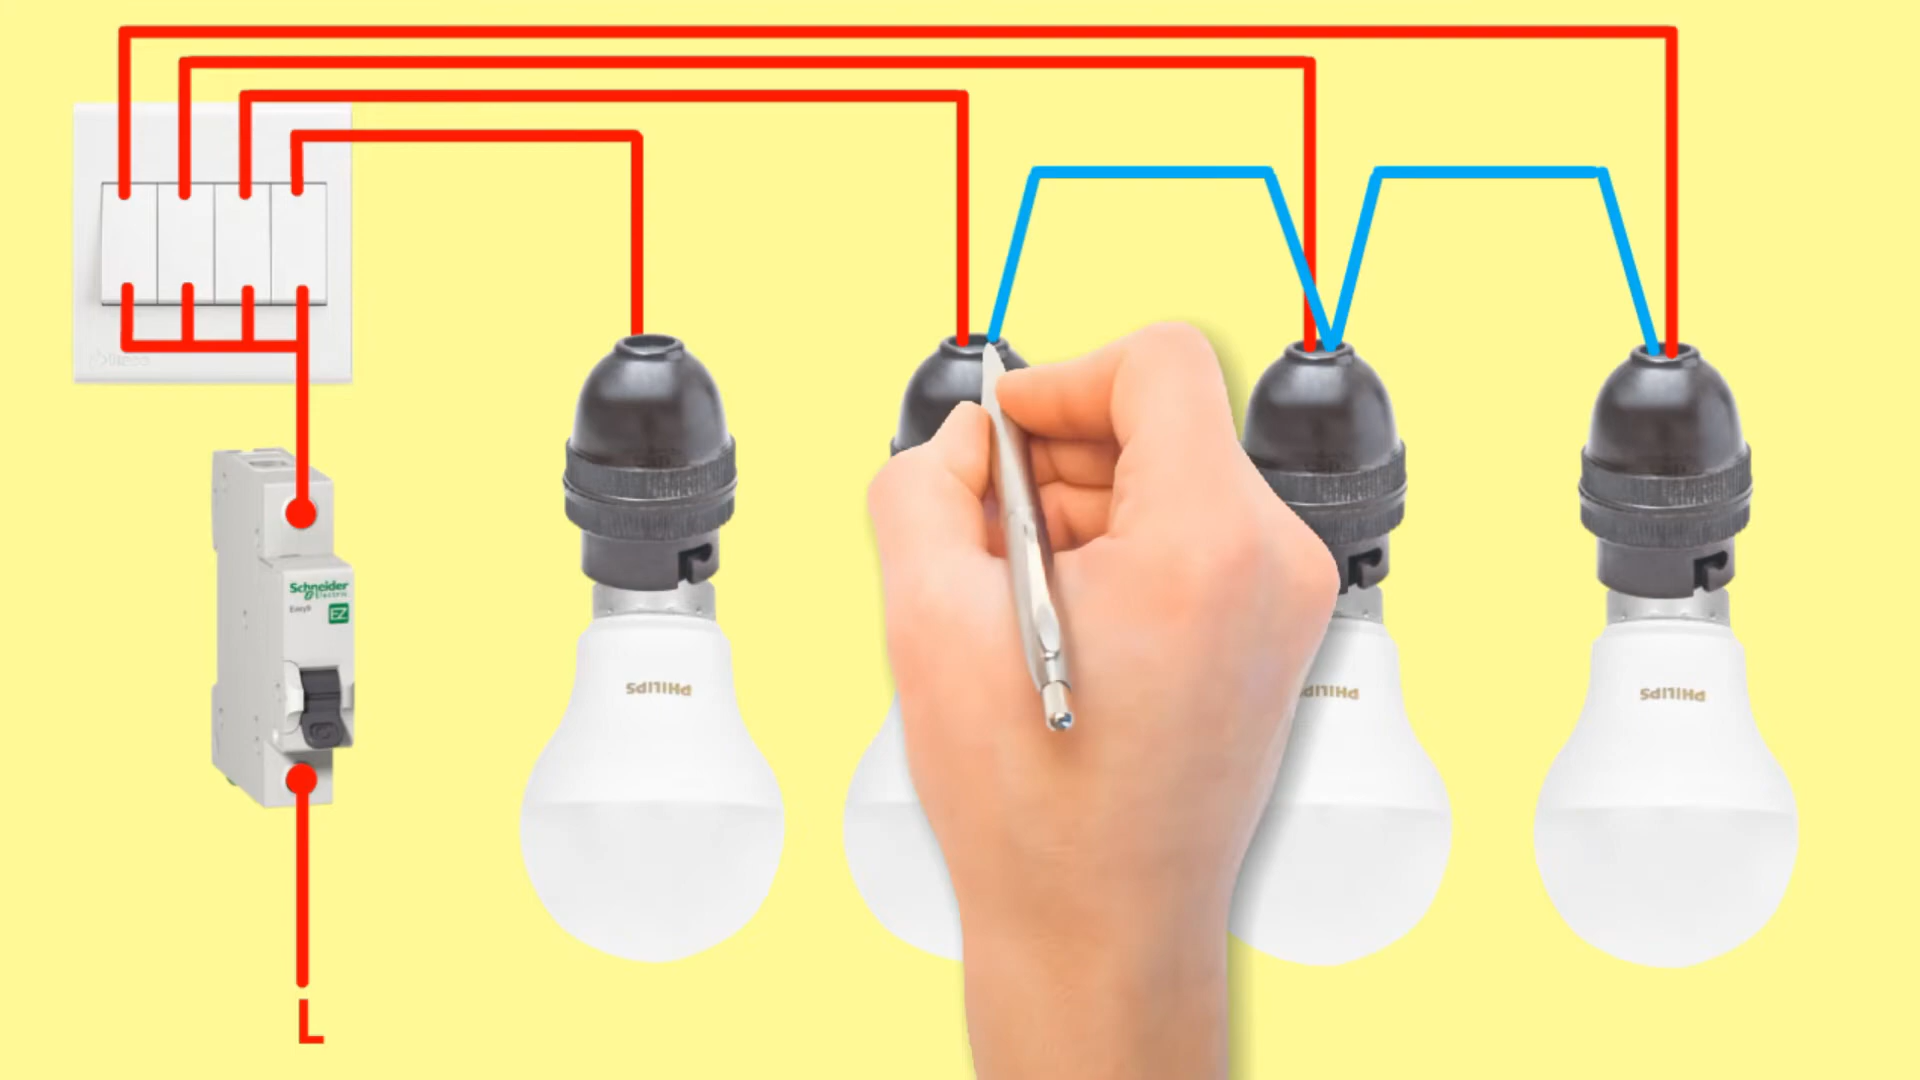 Schneider
Electric
Easy9
EZ
PHILIPS
PHILIPS
PHILIPS
L